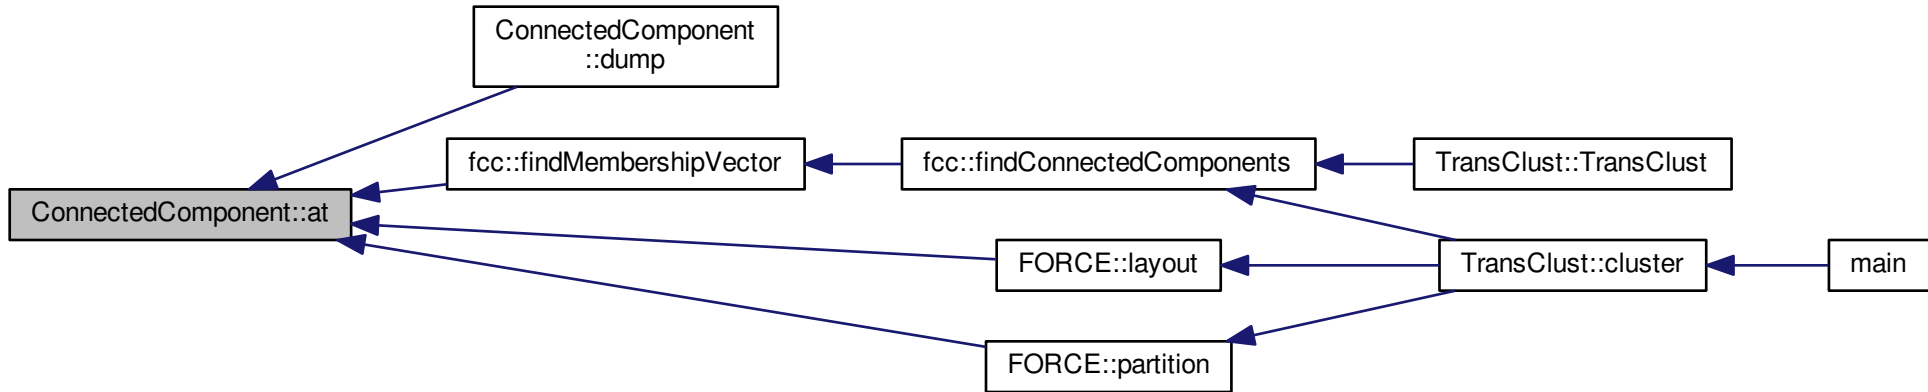 ConnectedComponent
::dump
fcc::findMembershipVector
fcc::findConnectedComponents
TransClust::TransClust
ConnectedComponent::at
FORCE::layout
TransClust::cluster
main
FORCE::partition